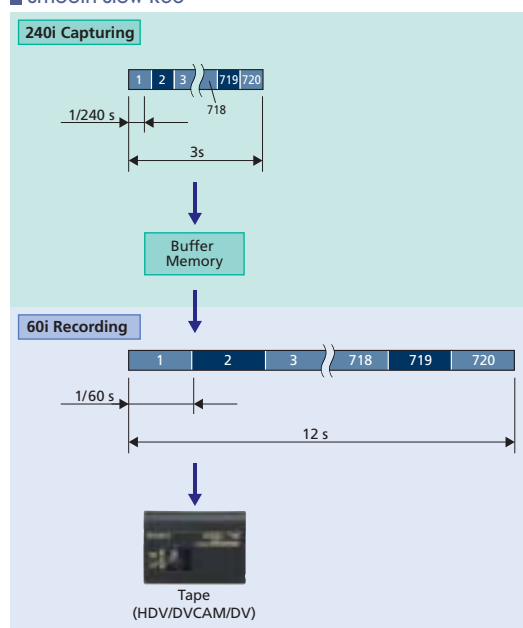 240i Capturing
1 2 3 719 720
718
1/240 s
3s
Buffer
Memory
60i Recording
1 2 3 718 719 720
1/60 s
12 s
Tape
(HDV/DVCAM/DV)